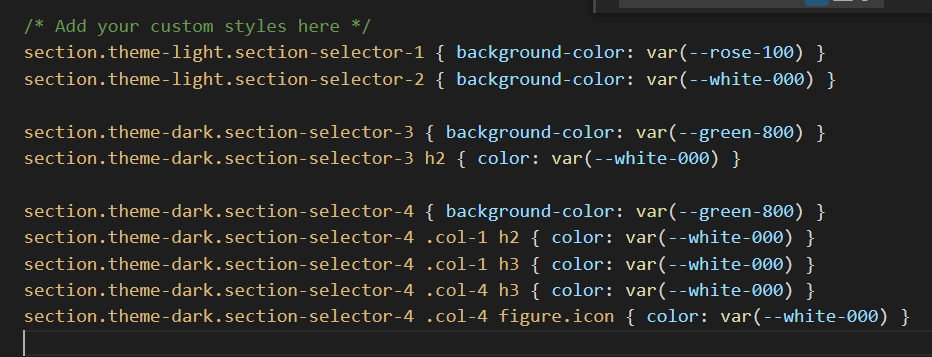 /* Add your custom styles here */
section.theme-light.section-selector-1 { background-color: var(--rose-100) }
section.theme-light.section-selector-2 { background-color: var(--white-000) }
section.theme-dark.section-selector-3 { background-color: var(--green-800) }
section.theme-dark.section-selector-3 h2 { color: var(--white-000) }
section.theme-dark.section-selector-4 { background-color: var(--green-800) }
section.theme-dark.section-selector-4 .col-1 h2 { color: var(--white-000) }
section.theme-dark.section-selector-4 .col-1 h3 { color: var(--white-000) }
section.theme-dark.section-selector-4 .col-4 h3 { color: var(--white-000) }
section.theme-dark.section-selector-4 .col-4 figure.icon { color: var(--white-000) }